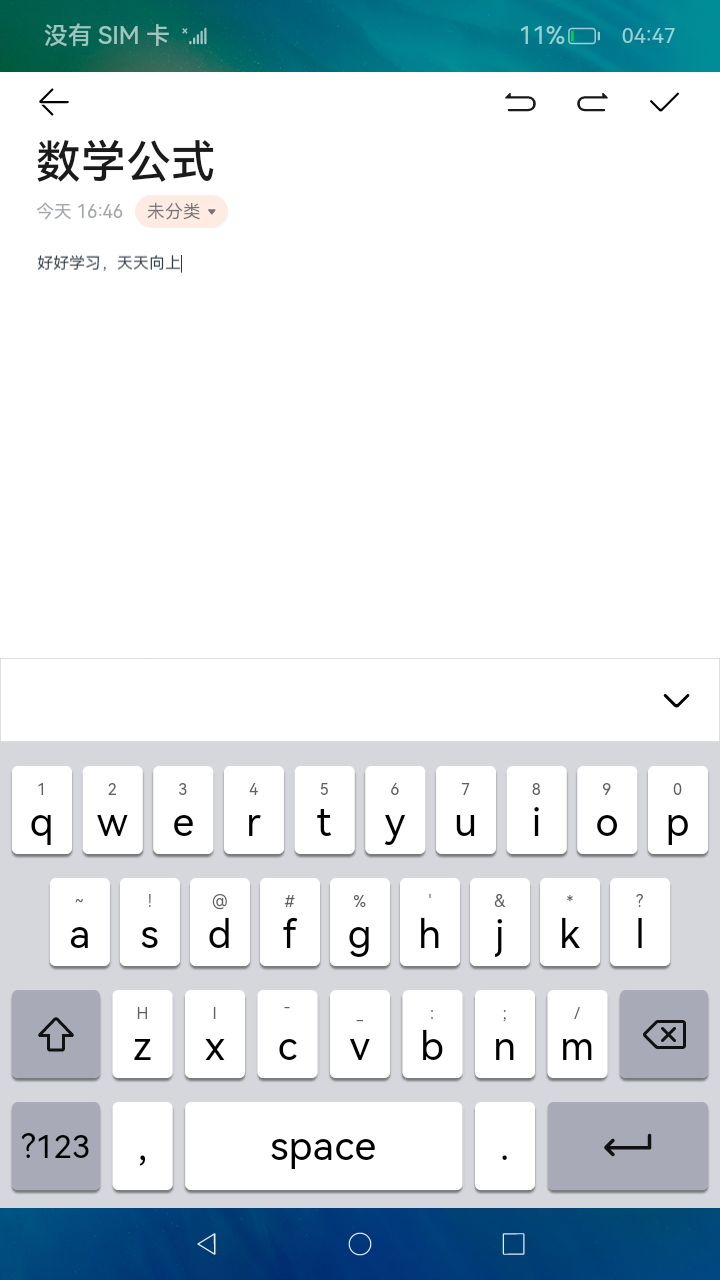 没有 SIM 卡
11%
04:47
数学公式
今天 16:46
未分类
好好学习，天天向上
1 2 3 4 5 6 7 8 9 0
q w e r t y u i o p
~ ! @ # % ' & * ?
a s d f g h j k l
H I - _ : ; /
z x c v b n m
?123 , space .